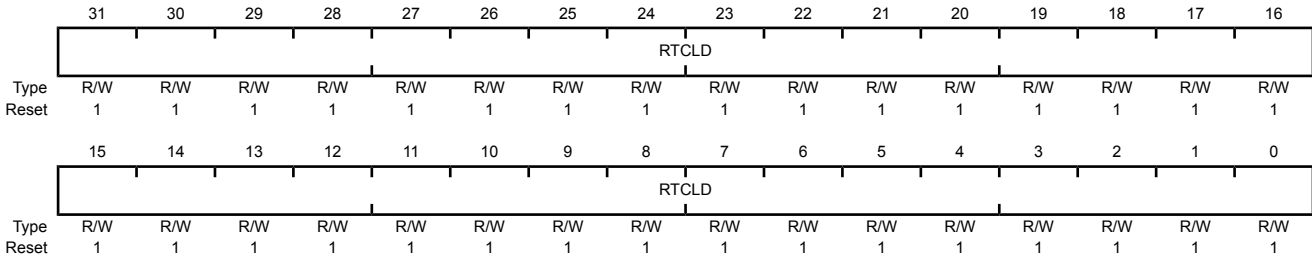 31 30 29 28 27 26 25 24 23 22 21 20 19 18 17 16
RTCLD
Type R/W R/W R/W R/W R/W R/W R/W R/W R/W R/W R/W R/W R/W R/W R/W R/W
Reset 1 1 1 1 1 1 1 1 1 1 1 1 1 1 1 1
15 14 13 12 11 10 9 8 7 6 5 4 3 2 1 0
RTCLD
Type R/W R/W R/W R/W R/W R/W R/W R/W R/W R/W R/W R/W R/W R/W R/W R/W
Reset 1 1 1 1 1 1 1 1 1 1 1 1 1 1 1 1